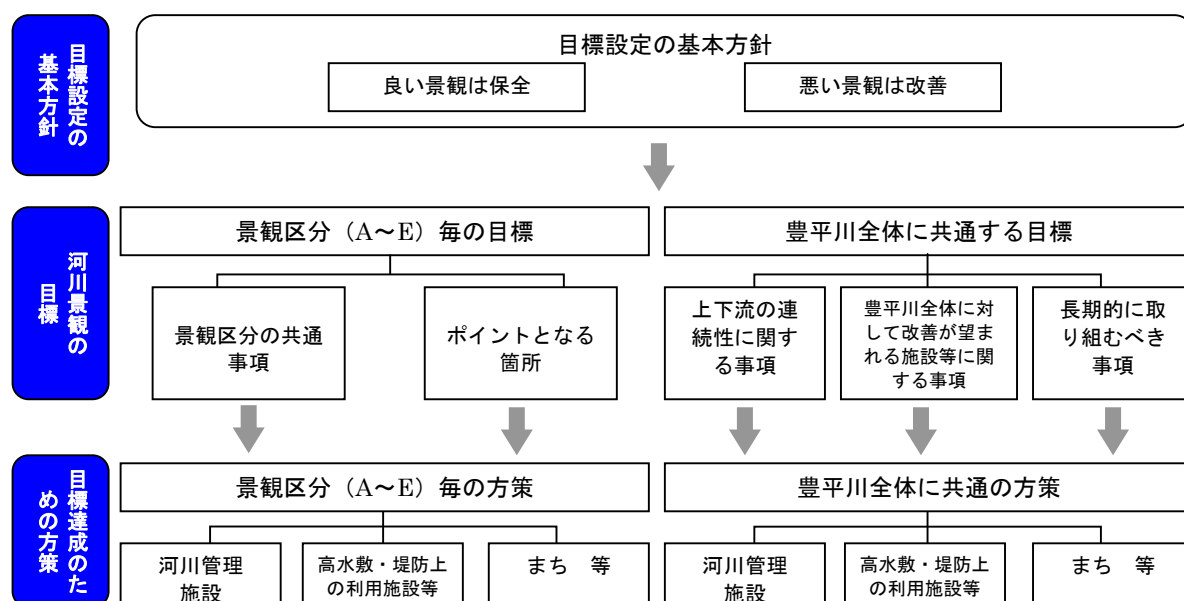 目標設定の
基本方針
目標設定の基本方針
良い景観は保全
悪い景観は改善
河川景観の
目標
景観区分（A～E）毎の目標
豊平川全体に共通する目標
景観区分の共通
事項
ポイントとなる
箇所
上下流の連
続性に関す
る事項
豊平川全体に対
して改善が望ま
れる施設等に関
する事項
長期的に取
り組むべき
事項
目標達成のた
めの方策
景観区分（A～E）毎の方策
豊平川全体に共通の方策
河川管理
施設
高水敷・堤防上
の利用施設等
まち　等
河川管理
施設
高水敷・堤防上
の利用施設等
まち　等